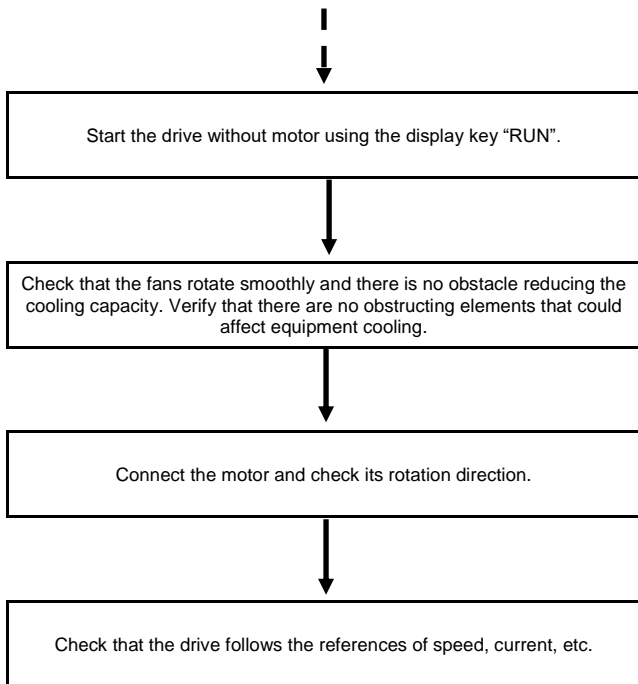 Start the drive without motor using the display key “RUN”.
Check that the fans rotate smoothly and there is no obstacle reducing the
cooling capacity. Verify that there are no obstructing elements that could
affect equipment cooling.
Connect the motor and check its rotation direction.
Check that the drive follows the references of speed, current, etc.